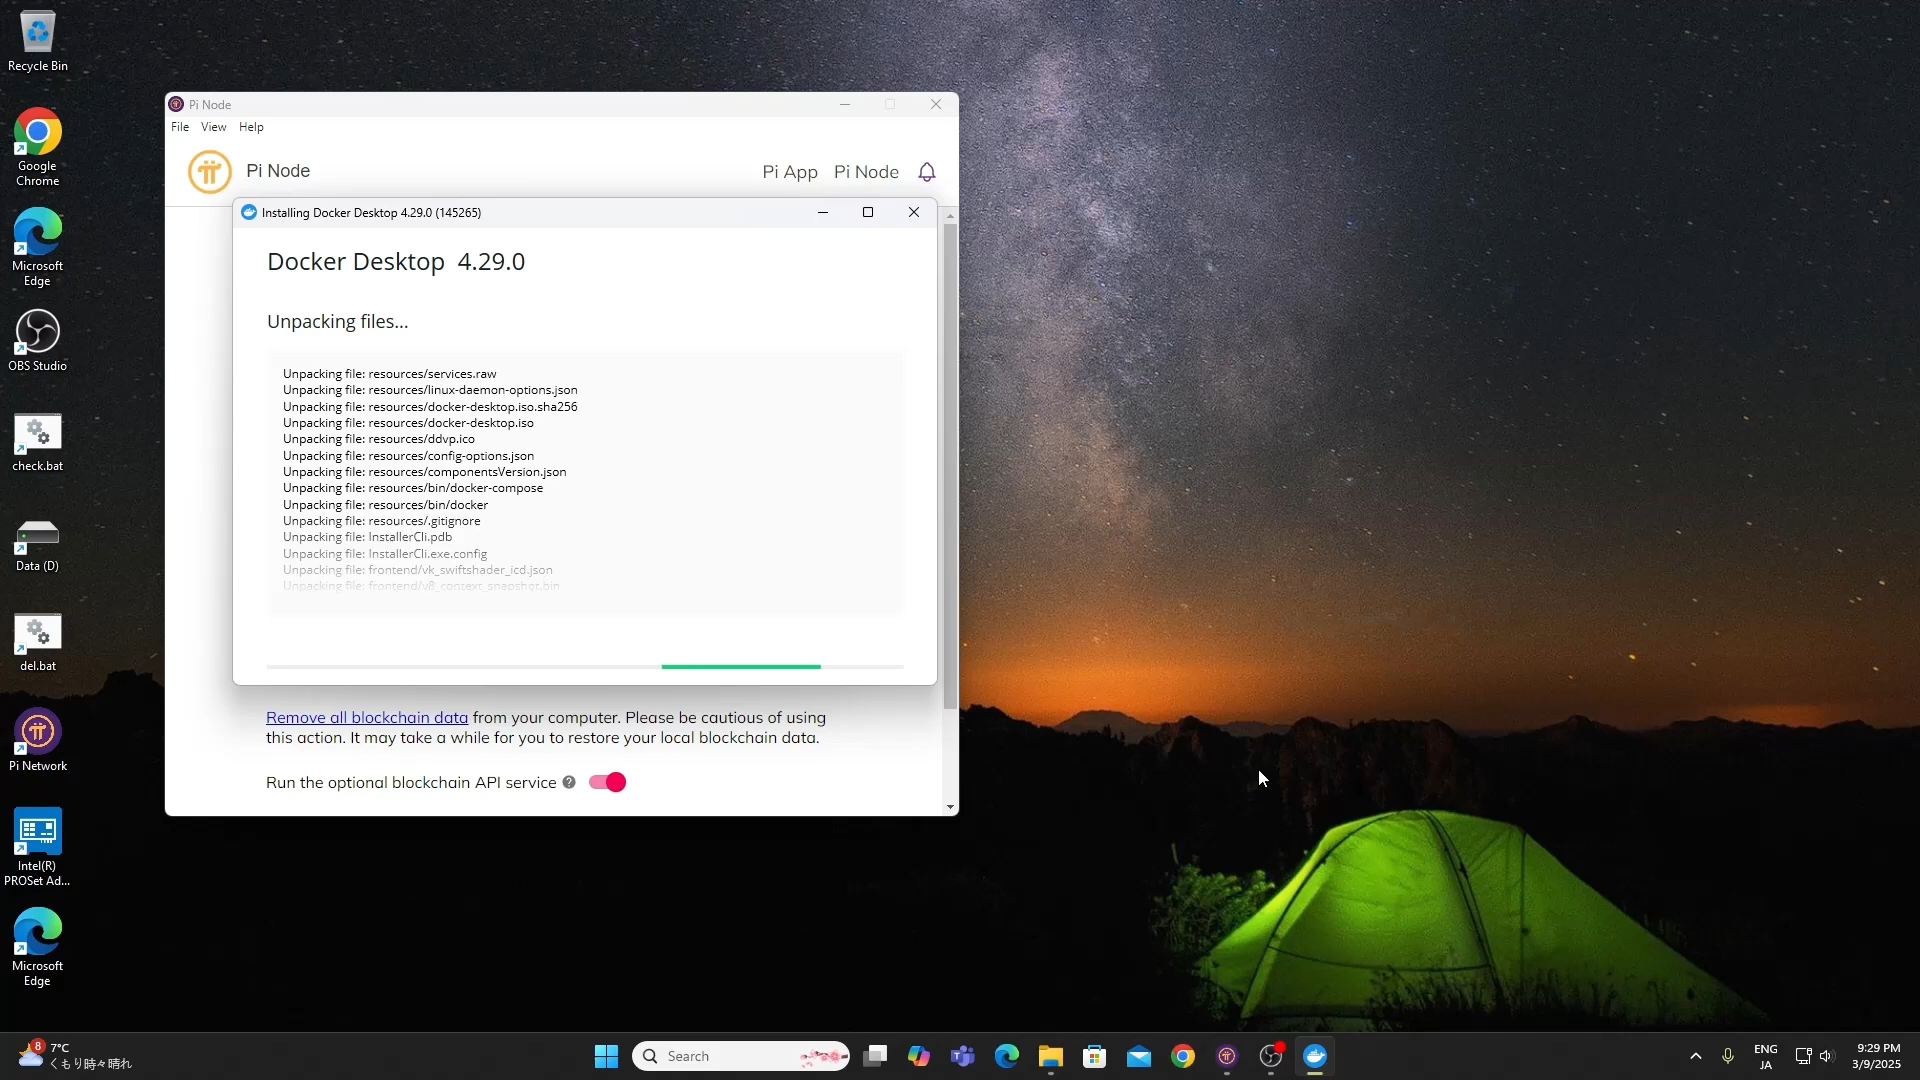 Recycle Bin
Google
Chrome
Microsoft
Edge
OBS Studio
check.bat
Data (D)
del.bat
Pi Network
Intel(R)
PROSet Ad...
Microsoft
Edge
Pi Node
File View Help
Pi Node
Pi App Pi Node
Installing Docker Desktop 4.29.0 (145265)
Docker Desktop 4.29.0
Unpacking files...
Unpacking file: resources/services.raw
Unpacking file: resources/linux-daemon-options.json
Unpacking file: resources/docker-desktop.iso.sha256
Unpacking file: resources/docker-desktop.iso
Unpacking file: resources/ddvp.ico
Unpacking file: resources/config-options.json
Unpacking file: resources/componentsVersion.json
Unpacking file: resources/bin/docker-compose
Unpacking file: resources/bin/docker
Unpacking file: resources/.gitignore
Unpacking file: InstallerCli.pdb
Unpacking file: InstallerCli.exe.config
Unpacking file: frontend/vk_swiftshader_icd.json
Unpacking file: frontend/v8_context_snapshot.bin
Remove all blockchain data from your computer. Please be cautious of using
this action. It may take a while for you to restore your local blockchain data.
Run the optional blockchain API service ?
8
7°C
くもり時々晴れ
Search
ENG
JA
9:29 PM
3/9/2025